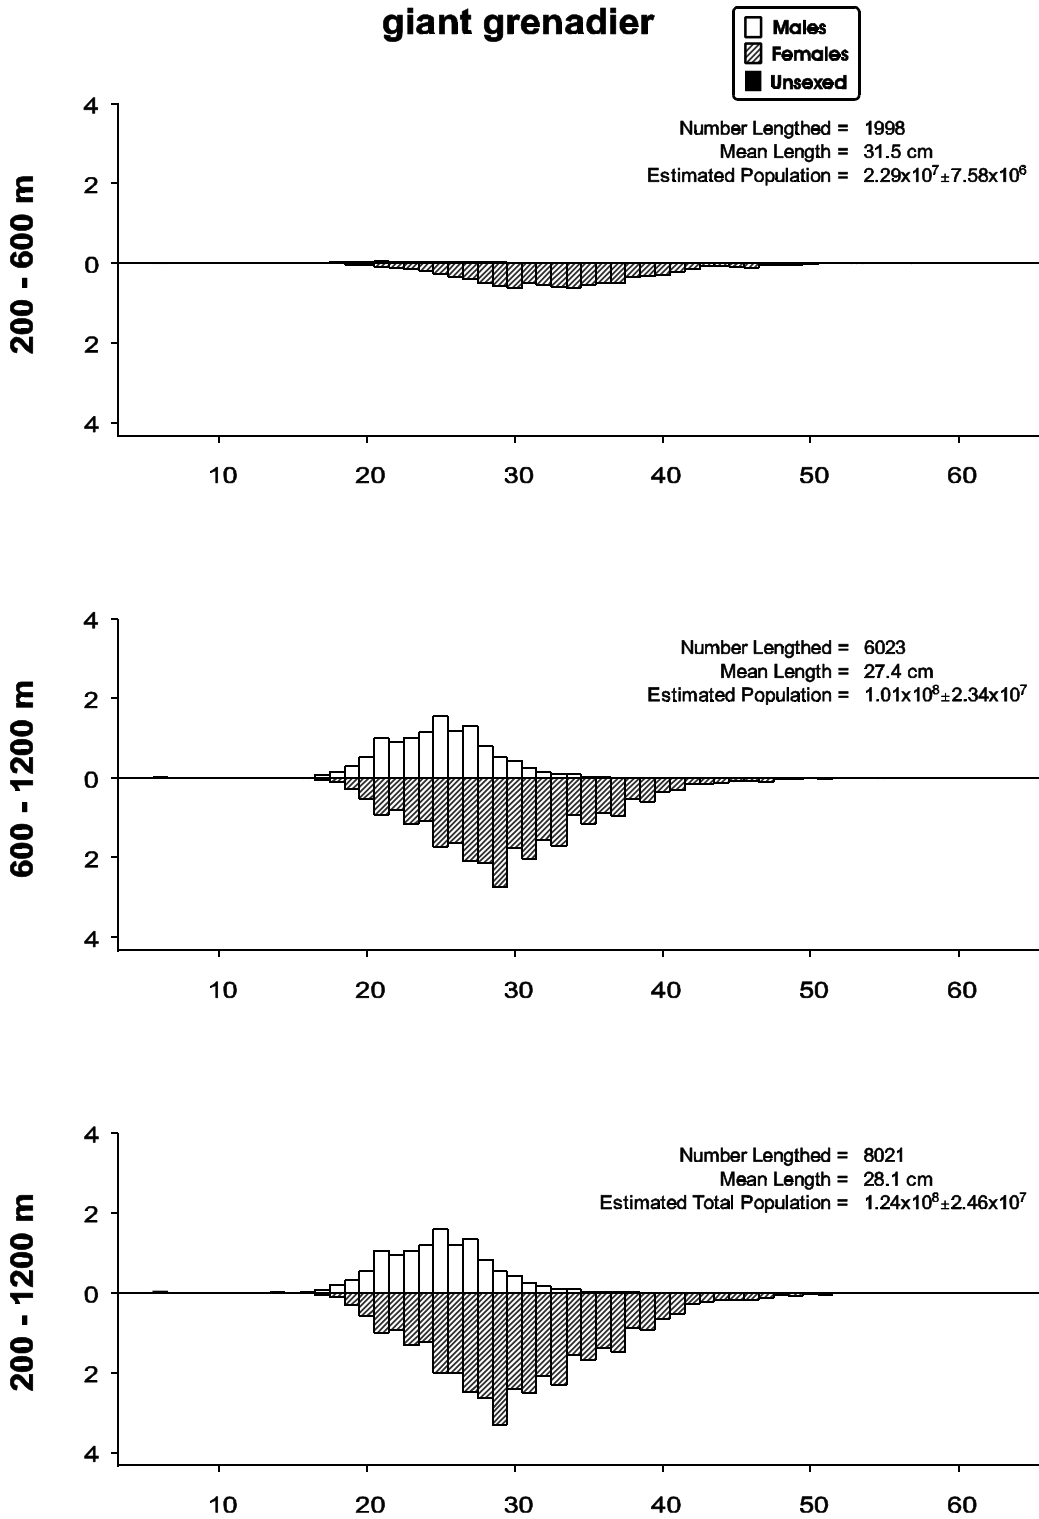 giant grenadier
Males
Females
Unsexed
200 - 600 m
4
2
0
2
4
Number Lengthed = 1998
Mean Length = 31.5 cm
Estimated Population = 2.29x10⁷±7.58x10⁶
10 20 30 40 50 60
600 - 1200 m
4
2
0
2
4
Number Lengthed = 6023
Mean Length = 27.4 cm
Estimated Population = 1.01x10⁸±2.34x10⁷
10 20 30 40 50 60
200 - 1200 m
4
2
0
2
4
Number Lengthed = 8021
Mean Length = 28.1 cm
Estimated Total Population = 1.24x10⁸±2.46x10⁷
10 20 30 40 50 60